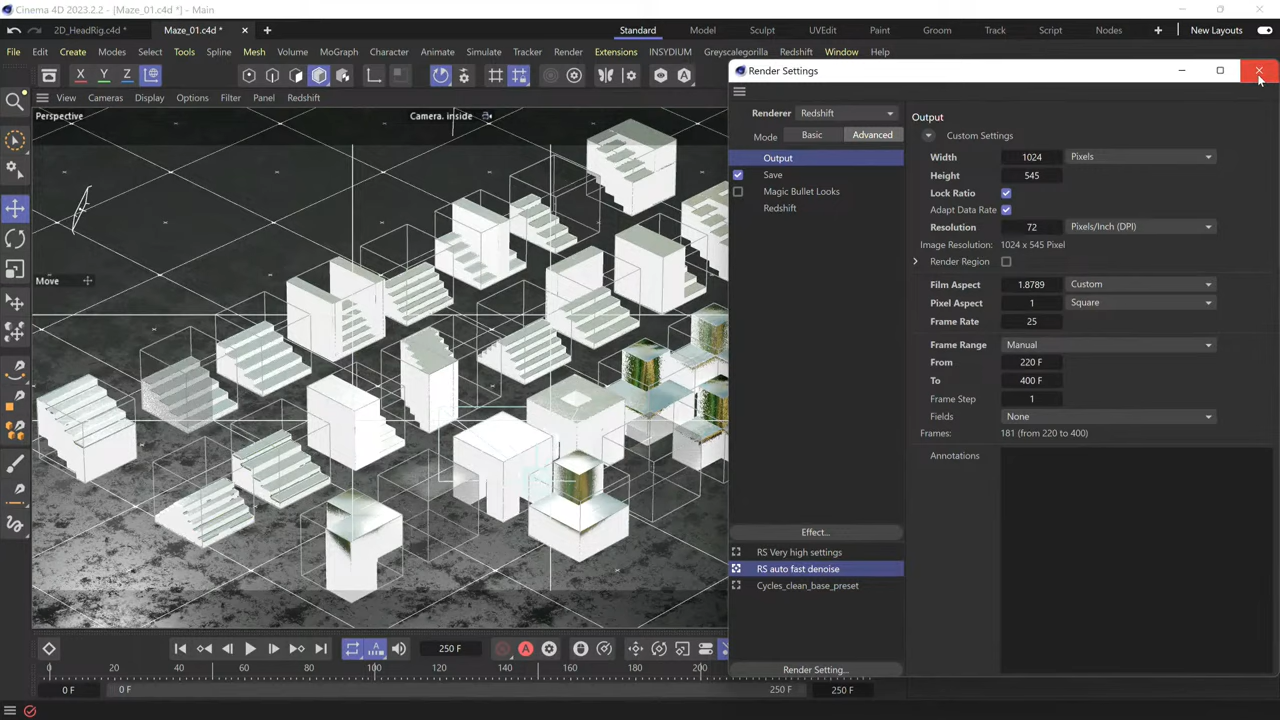 Cinema 4D 2023.2.2 - [Maze_01.c4d *] - Main
2D_HeadRig.c4d *
Maze_01.c4d *
Standard Model Sculpt UVEdit Paint Groom Track Script Nodes New Layouts
File Edit Create Modes Select Tools Spline Mesh Volume MoGraph Character Animate Simulate Tracker Render Extensions INSYDIUM Greyscalegorilla Redshift Window Help
X Y Z
View Cameras Display Options Filter Panel Redshift
Perspective
Camera. inside
Move
Render Settings
Renderer Redshift
Mode Basic Advanced
Output
Save
Magic Bullet Looks
Redshift
Effect...
RS Very high settings
RS auto fast denoise
Cycles_clean_base_preset
Render Setting...
Output
Custom Settings
Width 1024 Pixels
Height 545
Lock Ratio
Adapt Data Rate
Resolution 72 Pixels/Inch (DPI)
Image Resolution: 1024 x 545 Pixel
Render Region
Film Aspect 1.8789 Custom
Pixel Aspect 1 Square
Frame Rate 25
Frame Range Manual
From 220 F
To 400 F
Frame Step 1
Fields None
Frames: 181 (from 220 to 400)
Annotations
250 F
0 20 40 60 80 100 120 140 160 180 200
0 F 0 F 250 F 250 F